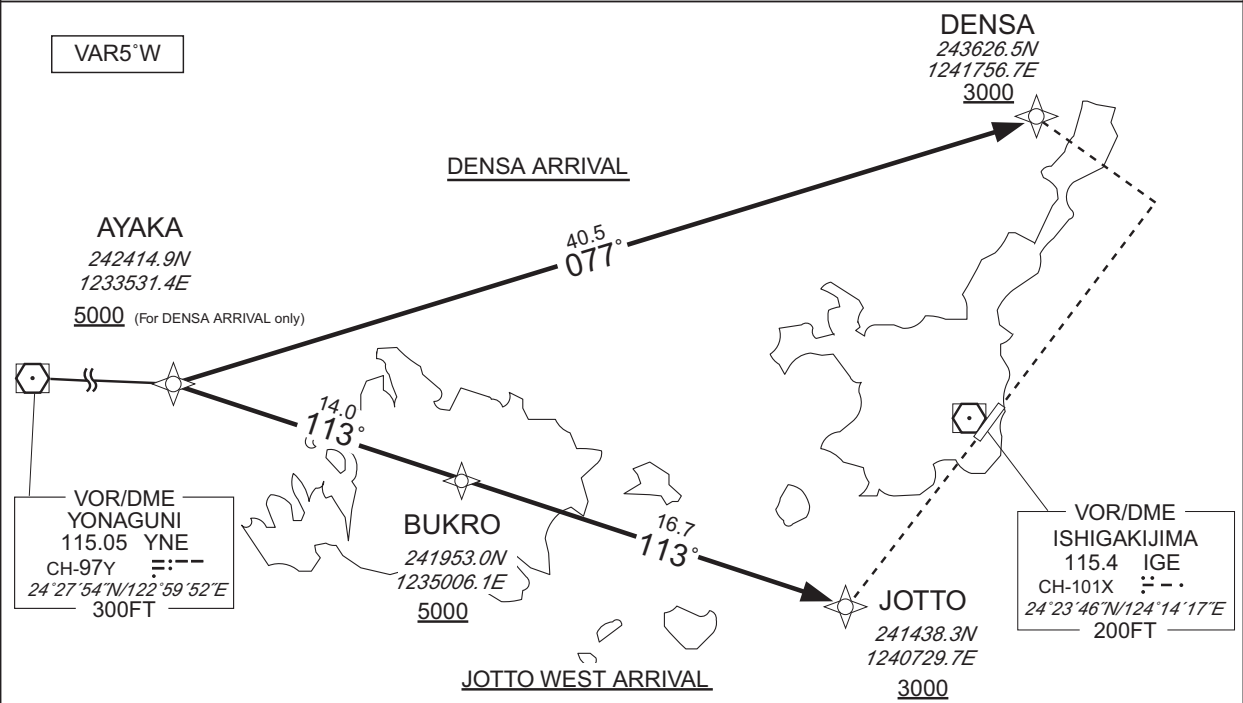 VAR5°W
DENSA
243626.5N
1241756.7E
3000
DENSA ARRIVAL
AYAKA
242414.9N
1233531.4E
5000 (For DENSA ARRIVAL only)
40.5
077°
14.0
113°
BUKRO
241953.0N
1235006.1E
5000
16.7
113°
JOTTO
241438.3N
1240729.7E
3000
JOTTO WEST ARRIVAL
VOR/DME
YONAGUNI
115.05 YNE
CH-97Y
24°27´54˝N/122°59´52˝E
300FT
VOR/DME
ISHIGAKIJIMA
115.4 IGE
CH-101X
24°23´46˝N/124°14´17˝E
200FT